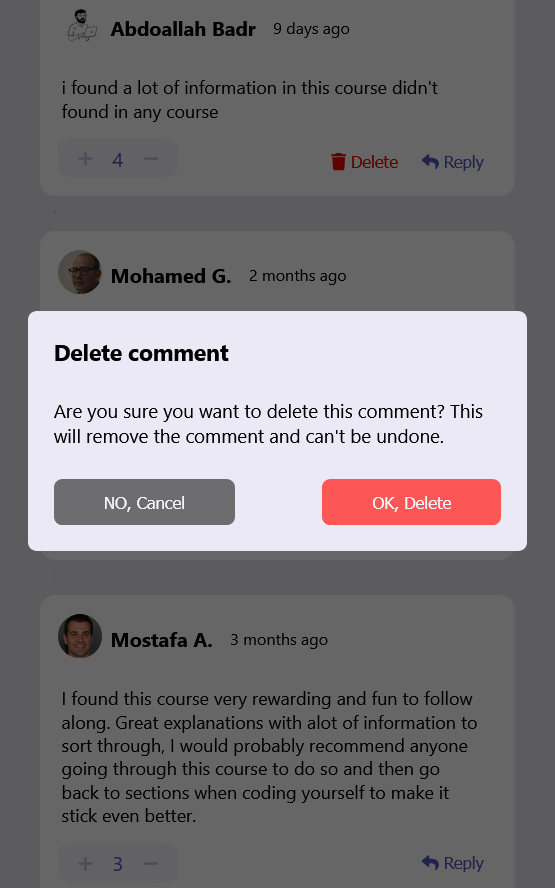 Abdoallah Badr 9 days ago
i found a lot of information in this course didn't
found in any course
+ 4 −
Delete Reply
Mohamed G. 2 months ago
Delete comment
Are you sure you want to delete this comment? This
will remove the comment and can't be undone.
NO, Cancel OK, Delete
Mostafa A. 3 months ago
I found this course very rewarding and fun to follow
along. Great explanations with alot of information to
sort through, I would probably recommend anyone
going through this course to do so and then go
back to sections when coding yourself to make it
stick even better.
+ 3 −
Reply